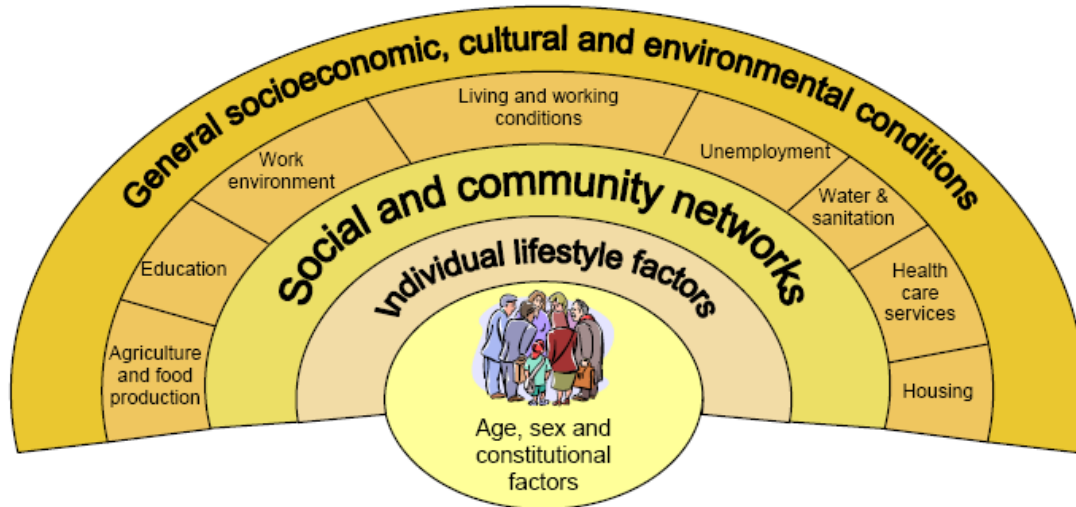 General socioeconomic, cultural and environmental conditions
Living and working
conditions
Work
environment
Unemployment
Water &
sanitation
Education
Health
care
services
Agriculture
and food
production
Housing
Social and community networks
Individual lifestyle factors
Age, sex and
constitutional
factors